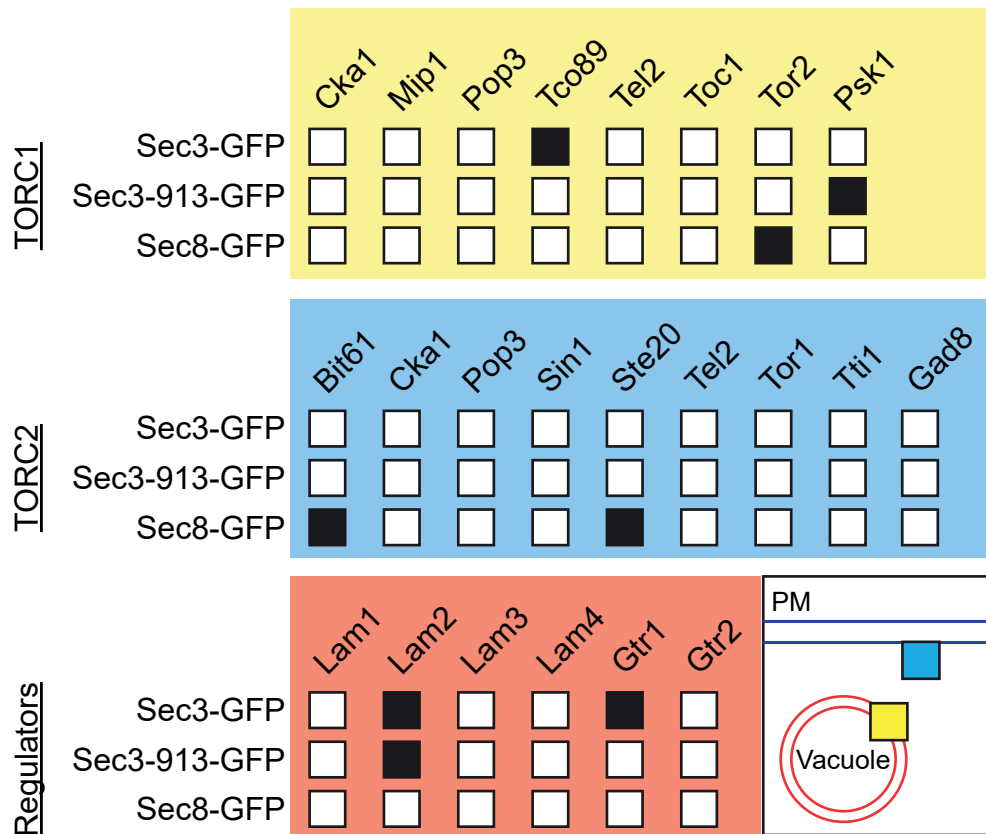 TORC1
Cka1 Mip1 Pop3 Tco89 Tel2 Toc1 Tor2 Psk1
Sec3-GFP
Sec3-913-GFP
Sec8-GFP
TORC2
Bit61 Cka1 Pop3 Sin1 Ste20 Tel2 Tor1 Tti1 Gad8
Sec3-GFP
Sec3-913-GFP
Sec8-GFP
Regulators
Lam1 Lam2 Lam3 Lam4 Gtr1 Gtr2
Sec3-GFP
Sec3-913-GFP
Sec8-GFP
PM
Vacuole